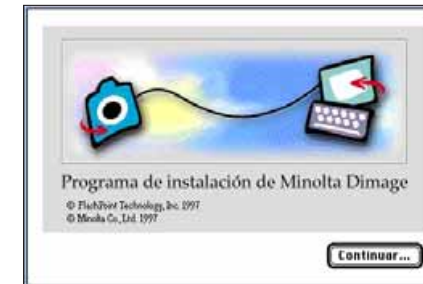 Programa de instalación de Minolta Dimage
© FlashPoint Technology, Inc. 1997
© Minolta Co., Ltd. 1997
Continuar...